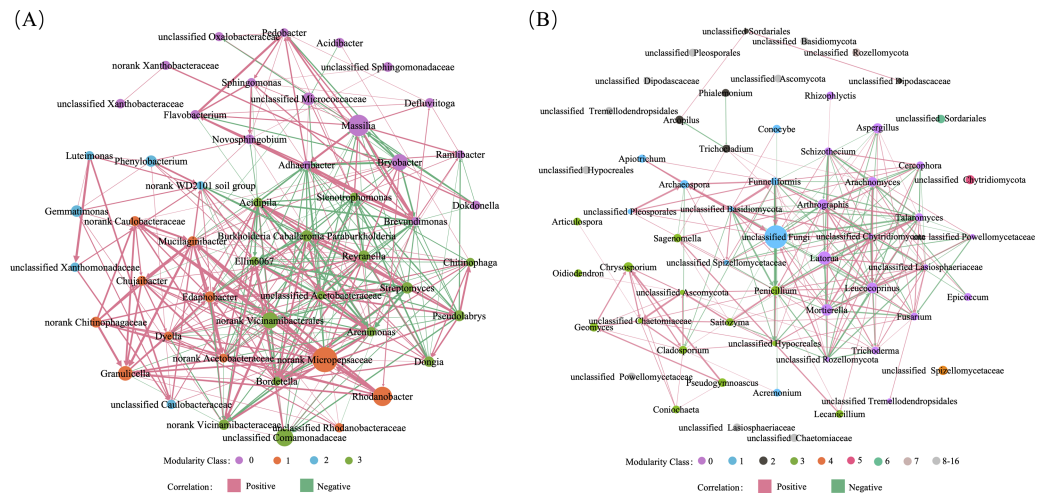 (A)
unclassified Oxalobacteraceae
Pedobacter
Acidibacter
norank Xanthobacteraceae
unclassified Sphingomonadaceae
Sphingomonas
unclassified Xanthobacteraceae
unclassified Micrococcaceae
Defluviitoga
Flavobacterium
Massilia
Novosphingobium
Luteimonas
Phenylobacterium
Adhaeribacter
Bryobacter
Ramlibacter
norank WD2101 soil group
Acidipila
Stenotrophomonas
Dokdonella
Gemmatimonas
norank Caulobacteraceae
Brevundimonas
Mucilaginibacter
Burkholderia Caballeronia Paraburkholderia
Ellin6067
Reyranella
Chitinophaga
unclassified Xanthomonadaceae
Chujaibacter
Edaphobacter
unclassified Acetobacteraceae
Streptomyces
norank Chitinophagaceae
norank Vicinamibacterales
Pseudolabrys
Dyella
Arenimonas
norank Acetobacteraceae
norank Micropepsaceae
Dongia
Granulicella
Bordetella
Rhodanobacter
unclassified Caulobacteraceae
norank Vicinamibacteraceae
unclassified Rhodanobacteraceae
unclassified Comamonadaceae
Modularity Class: 0 1 2 3
Correlation: Positive Negative
(B)
unclassified Sordariales
unclassified Basidiomycota
unclassified Pleosporales
unclassified Rozellomycota
unclassified Dipodascaceae
unclassified Ascomycota
unclassified Dipodascaceae
Phialemonium
Rhizophlyctis
unclassified Tremellodendropsidales
Arcopilus
unclassified Sordariales
Conocybe
Aspergillus
Trichocladium
Schizothecium
Apiotrichum
Cercophora
unclassified Hypocreales
Archaeospora
Funneliformis
Arachnomyces
unclassified Chytridiomycota
Arthrographis
unclassified Pleosporales
unclassified Basidiomycota
Talaromyces
Articulospora
Sagenomella
unclassified Fungi
unclassified Chytridiomycota
unclassified Powellomycetaceae
Oidiodendron
Chrysosporium
unclassified Spizellomycetaceae
Latorua
unclassified Lasiosphaeriaceae
unclassified Ascomycota
Penicillium
Leucocoprinus
Epicoccum
Mortierella
Fusarium
Geomyces
unclassified Chaetomiaceae
Saitozyma
unclassified Hypocreales
Cladosporium
Trichoderma
unclassified Rozellomycota
unclassified Powellomycetaceae
unclassified Spizellomycetaceae
Pseudogymnoascus
Acremonium
unclassified Tremellodendropsidales
Coniochaeta
Lecanicillium
unclassified Lasiosphaeriaceae
unclassified Chaetomiaceae
Modularity Class: 0 1 2 3 4 5 6 7 8-16
Correlation: Positive Negative